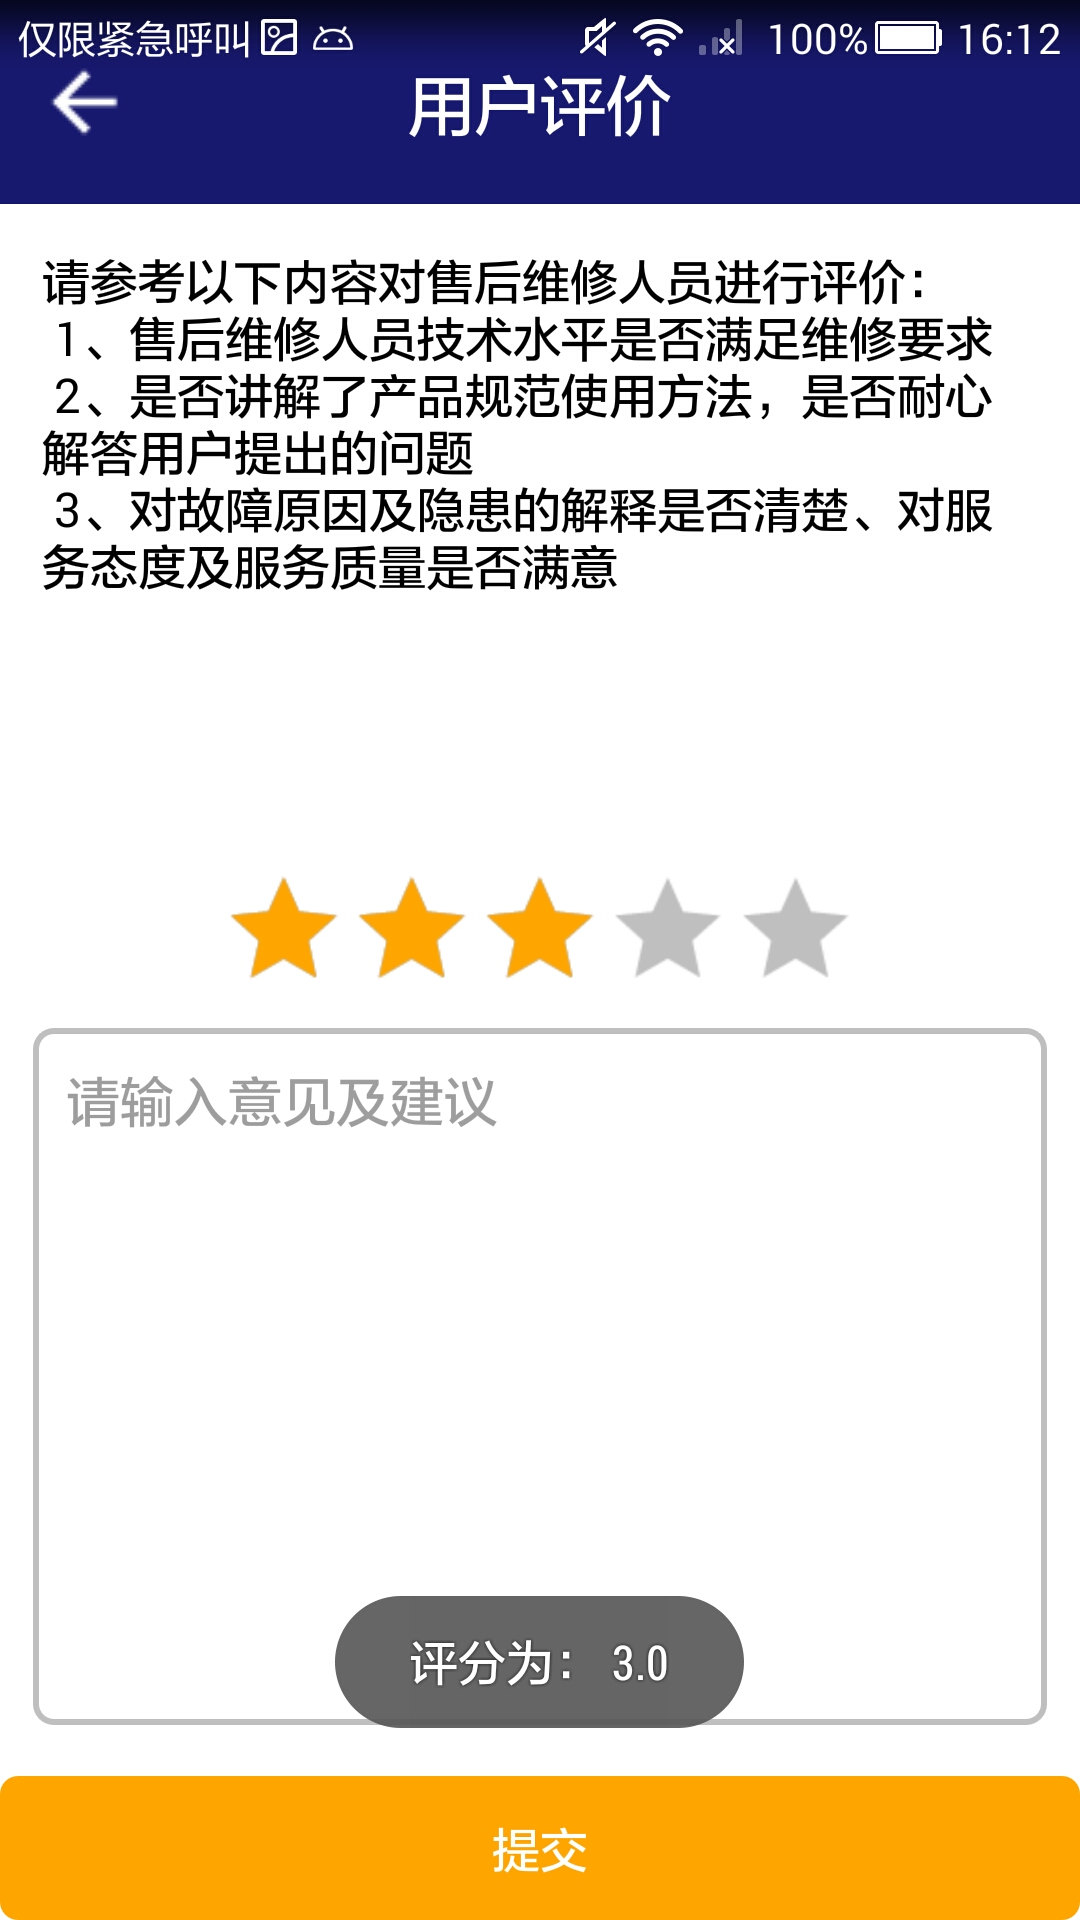 仅限紧急呼叫 100% 16:12
用户评价
请参考以下内容对售后维修人员进行评价：
1、售后维修人员技术水平是否满足维修要求
2、是否讲解了产品规范使用方法，是否耐心
解答用户提出的问题
3、对故障原因及隐患的解释是否清楚、对服
务态度及服务质量是否满意
请输入意见及建议
评分为： 3.0
提交